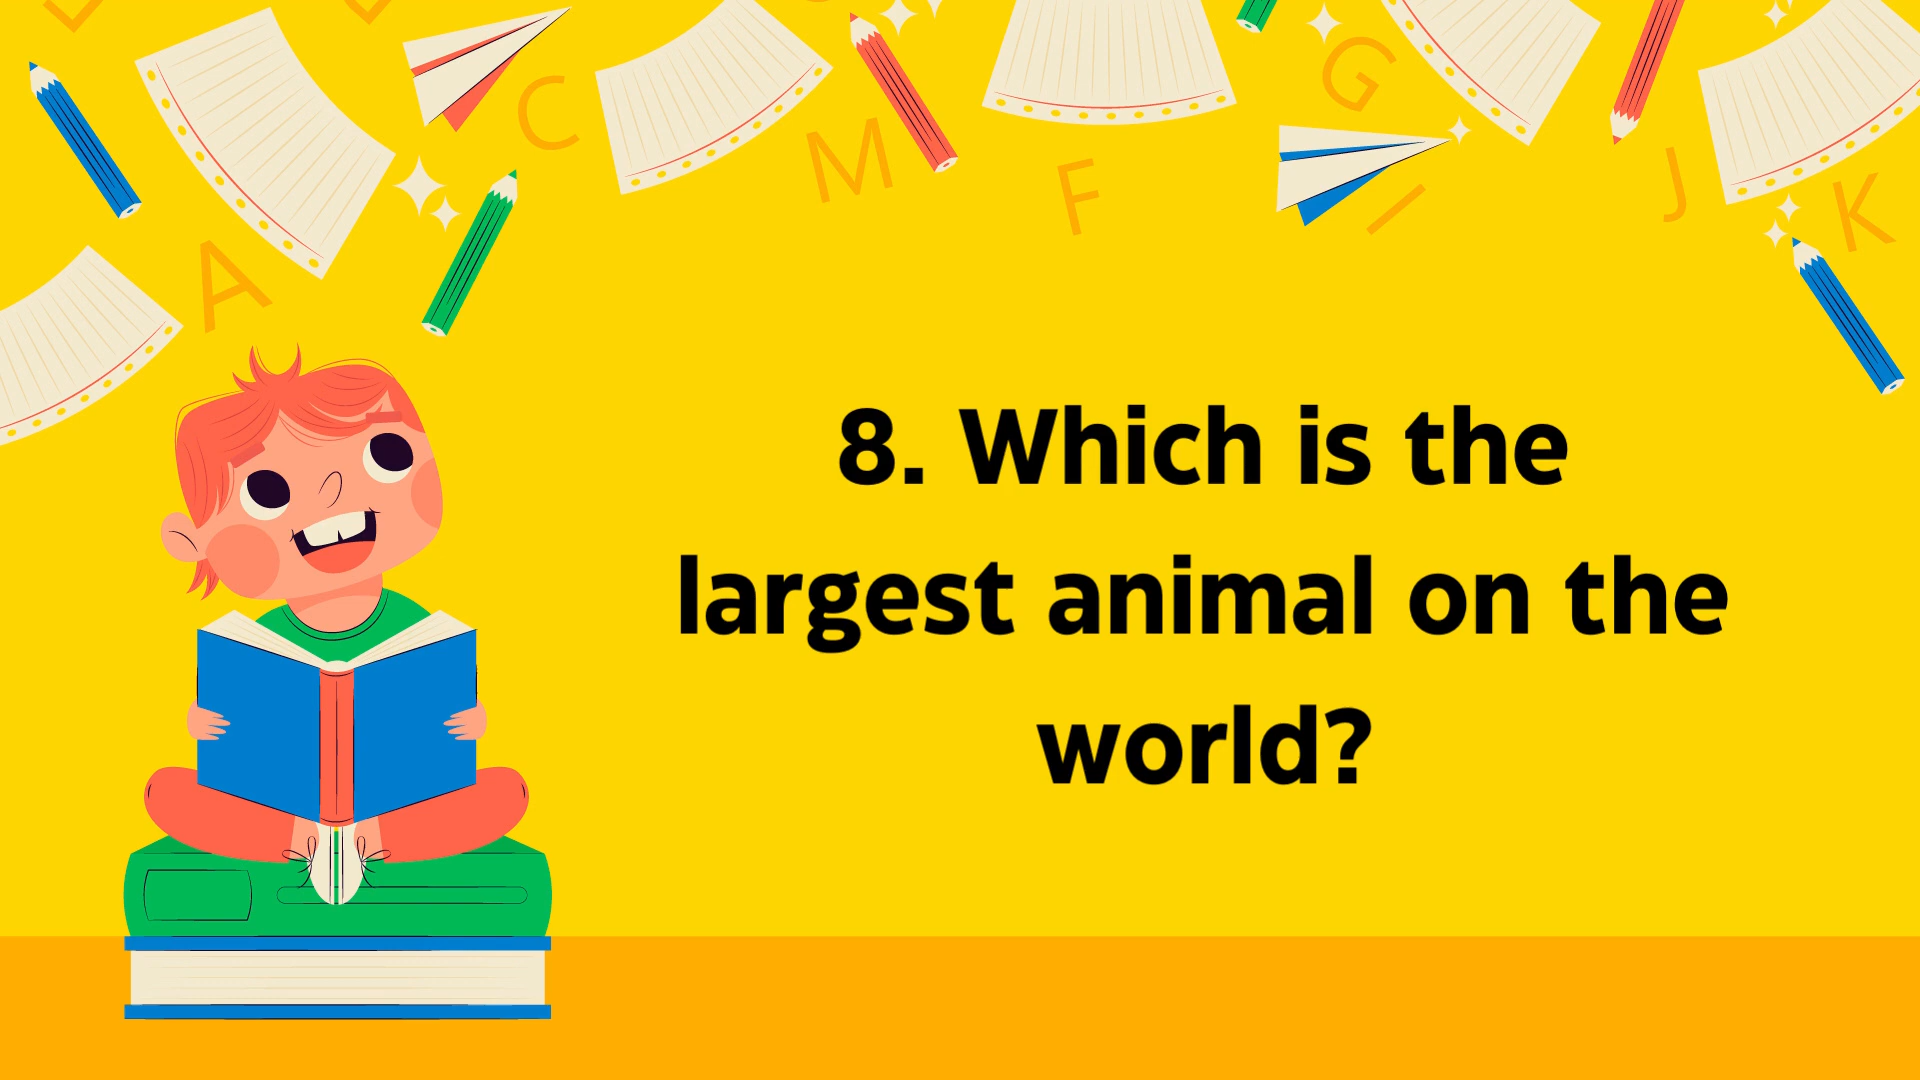 C
G
M
F
I
J
K
A
8. Which is the
largest animal on the
world?